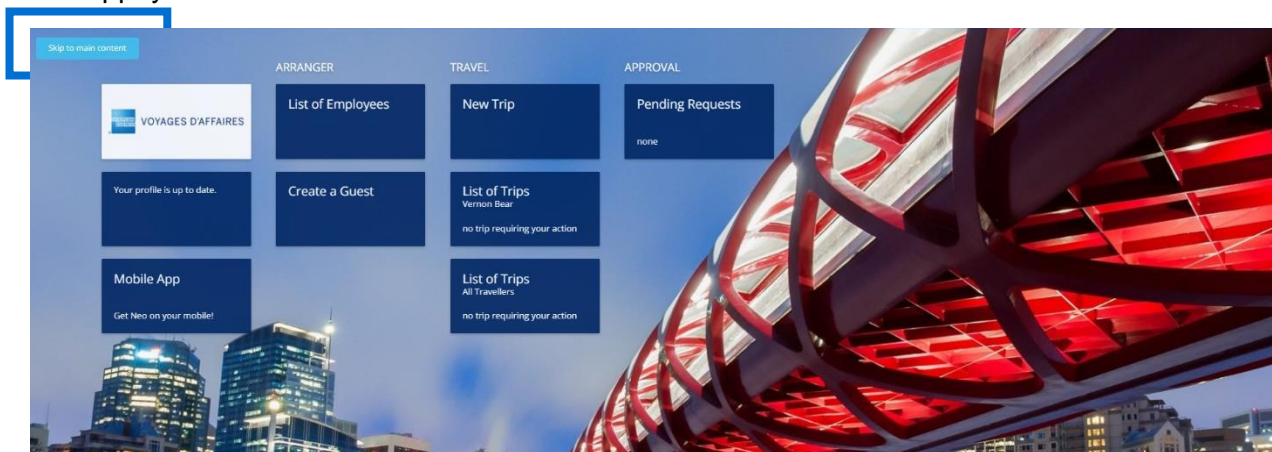 Skip to main content
ARRANGER
TRAVEL
APPROVAL
VOYAGES D'AFFAIRES
List of Employees
New Trip
Pending Requests
none
Your profile is up to date.
Create a Guest
List of Trips
Vernon Bear
no trip requiring your action
Mobile App
Get Neo on your mobile!
List of Trips
All Travellers
no trip requiring your action